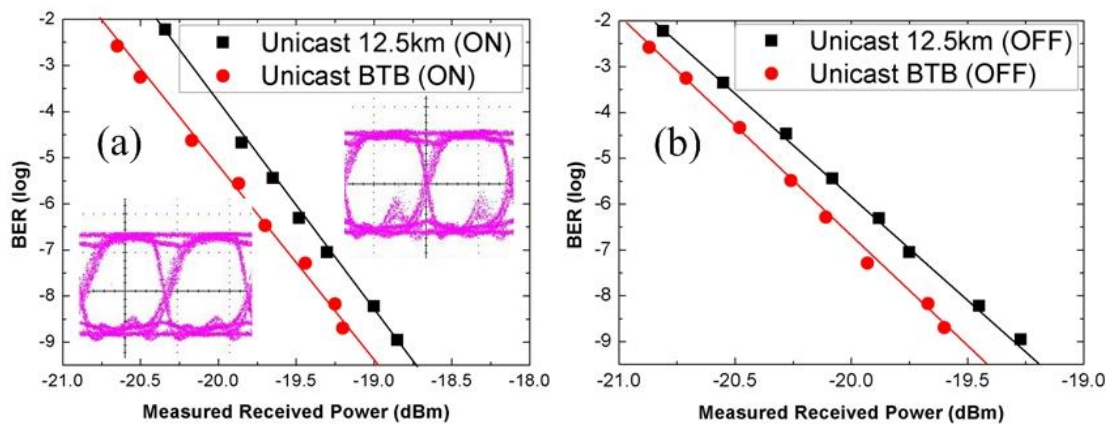 -2
-3
-4
-5
-6
-7
-8
-9
BER (log)
Unicast 12.5km (ON)
Unicast BTB (ON)
(a)
-21.0 -20.5 -20.0 -19.5 -19.0 -18.5 -18.0
Measured Received Power (dBm)
-2
-3
-4
-5
-6
-7
-8
-9
BER (log)
Unicast 12.5km (OFF)
Unicast BTB (OFF)
(b)
-21.0 -20.5 -20.0 -19.5 -19.0
Measured Received Power (dBm)